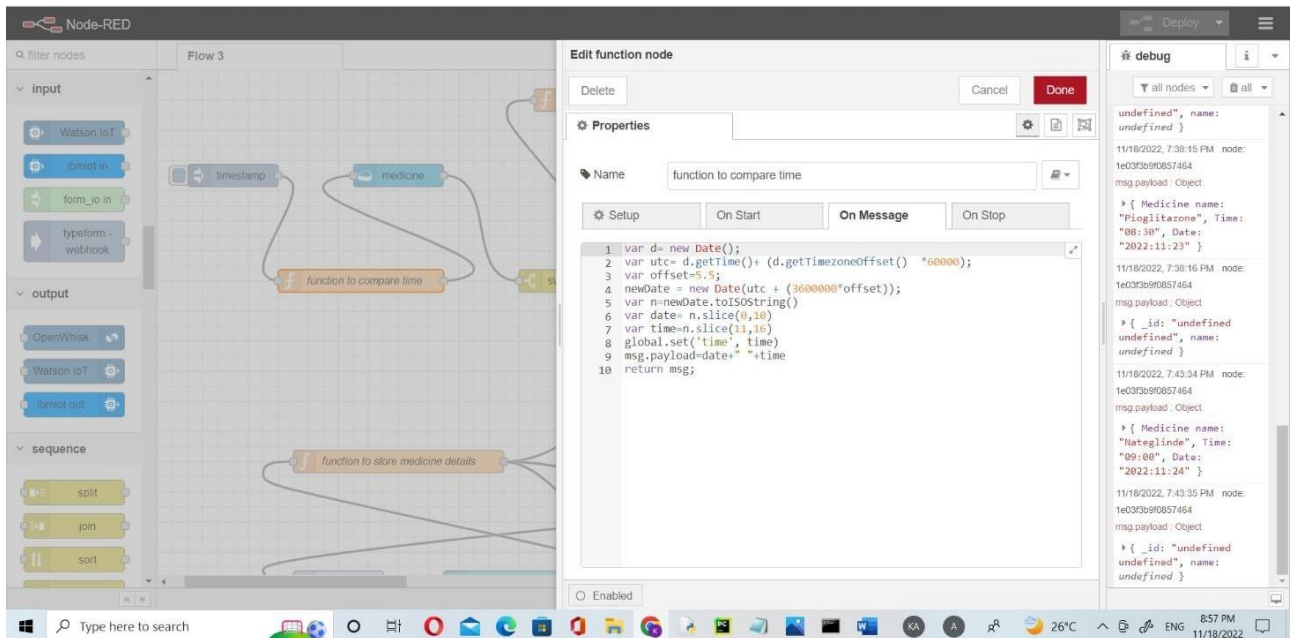 Node-RED
Deploy
filter nodes
input
Watson IoT
ibmiot in
form_io in
typeform -
webhook
output
OpenWhisk
Watson IoT
ibmiot out
sequence
split
join
sort
Flow 3
timestamp
medicine
function to compare time
function to store medicine details
Edit function node
Delete
Cancel
Done
Properties
Name
function to compare time
Setup
On Start
On Message
On Stop
1 var d= new Date();
2 var utc= d.getTime()+ (d.getTimezoneOffset() *60000);
3 var offset=5.5;
4 newDate = new Date(utc + (3600000*offset));
5 var n=newDate.toISOString()
6 var date= n.slice(0,10)
7 var time=n.slice(11,16)
8 global.set('time', time)
9 msg.payload=date+" "+time
10 return msg;
Enabled
debug
i
all nodes
all
undefined", name:
undefined }
11/18/2022, 7:38:15 PM node:
1e03f3b9f0857464
msg.payload : Object
{ Medicine name:
"Pioglitazone", Time:
"08:30", Date:
"2022:11:23" }
11/18/2022, 7:38:16 PM node:
1e03f3b9f0857464
msg.payload : Object
{ _id: "undefined
undefined", name:
undefined }
11/18/2022, 7:43:34 PM node:
1e03f3b9f0857464
msg.payload : Object
{ Medicine name:
"Nateglinde", Time:
"09:00", Date:
"2022:11:24" }
11/18/2022, 7:43:35 PM node:
1e03f3b9f0857464
msg.payload : Object
{ _id: "undefined
undefined", name:
undefined }
Type here to search
KA
A
26°C
ENG
8:57 PM
11/18/2022